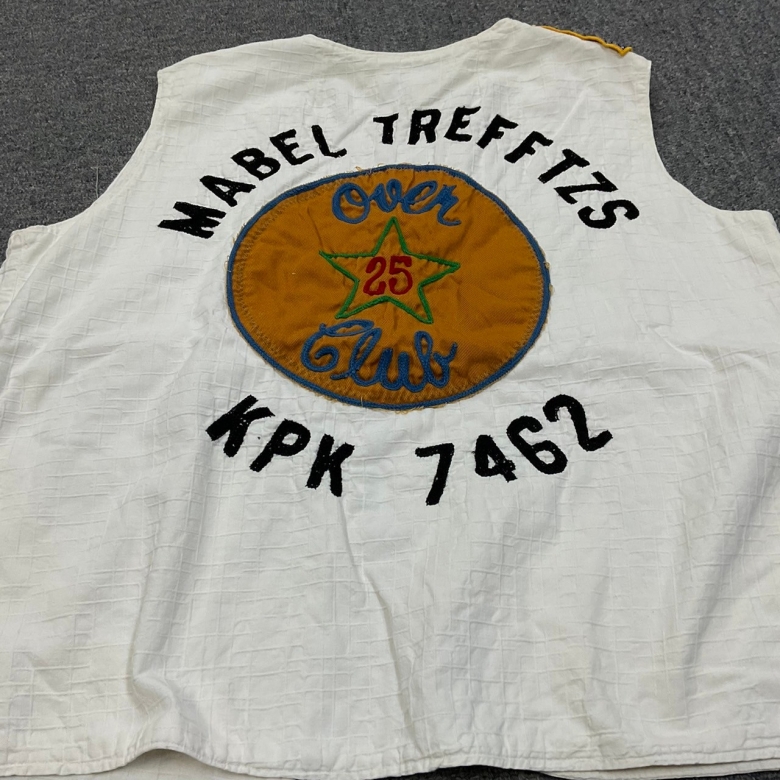 MABEL TREFFTZS
Over
25
Club
KPK 7462